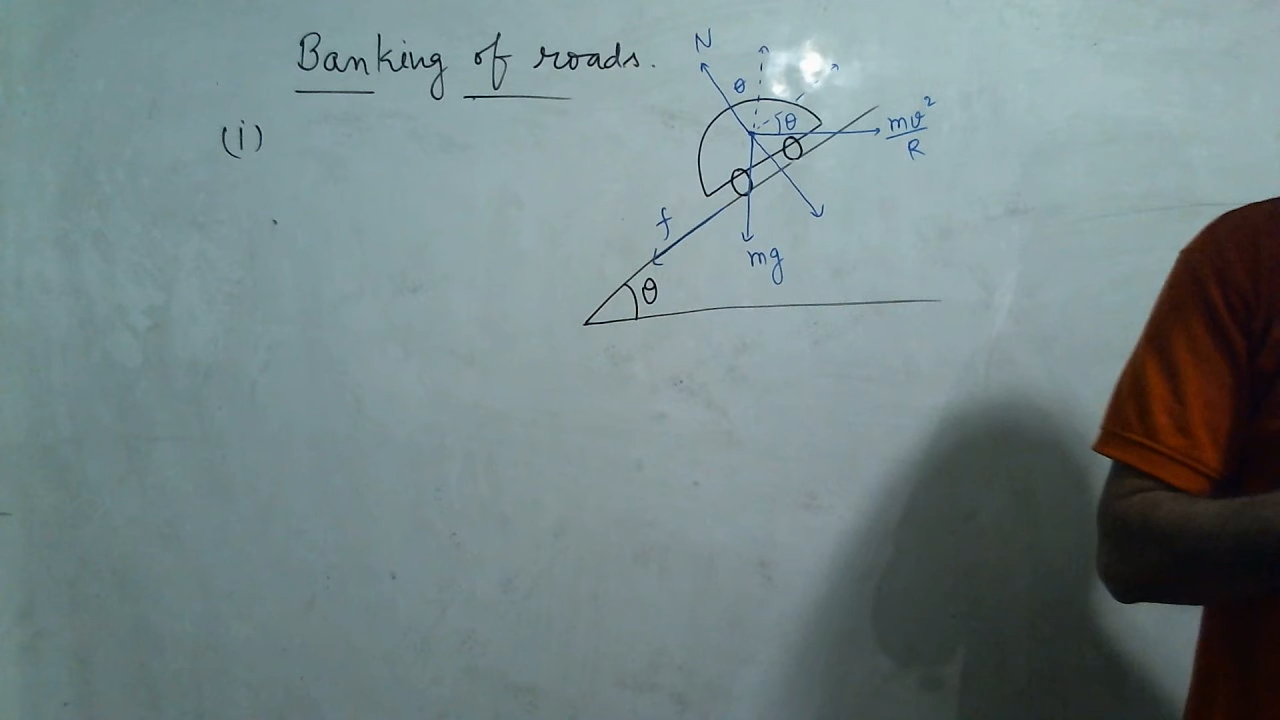 Banking of roads.
(i)
N
θ
θ
mv²
R
f
mg
θ